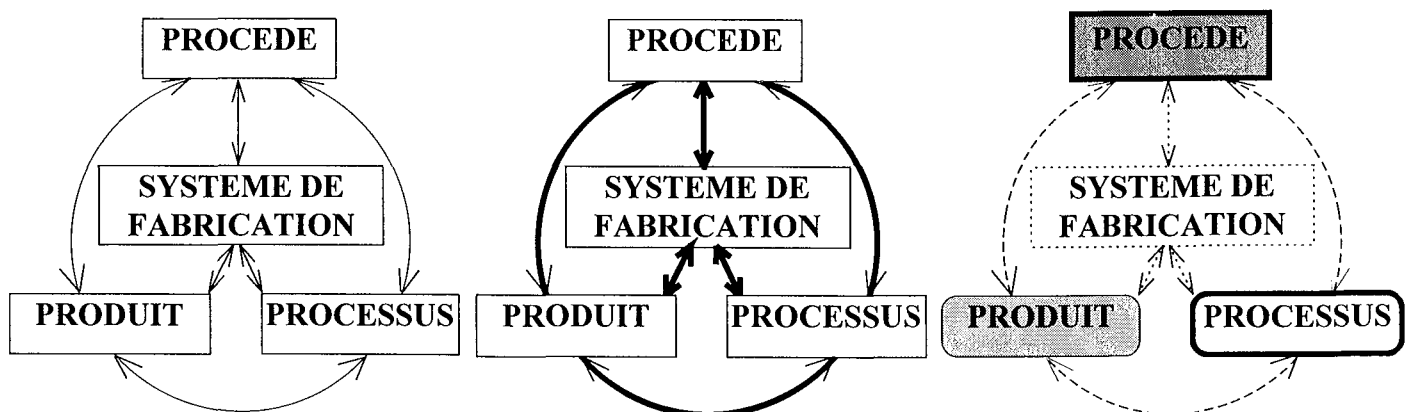 PROCEDE
SYSTEME DE
FABRICATION
PRODUIT
PROCESSUS
PROCEDE
SYSTEME DE
FABRICATION
PRODUIT
PROCESSUS
PROCEDE
SYSTEME DE
FABRICATION
PRODUIT
PROCESSUS